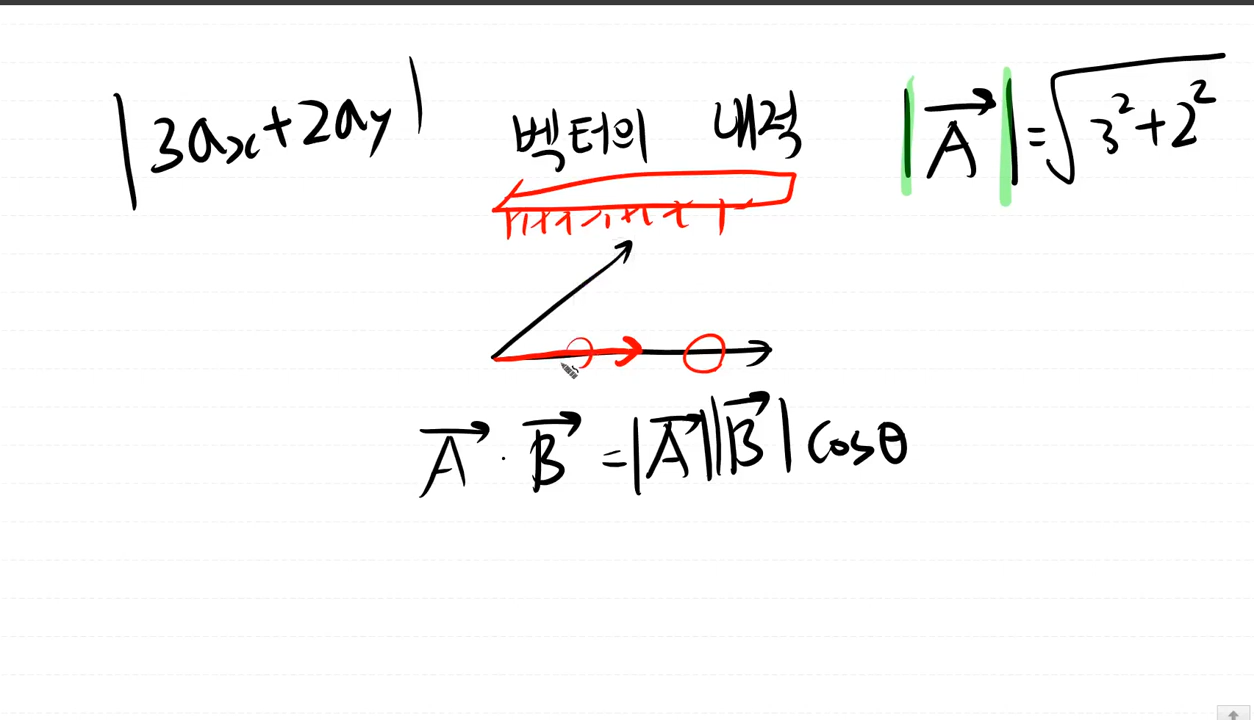 |3ax+2ay|
벡터의 내적
|A⃗|=√(3²+2²)
A⃗ · B⃗ =|A⃗||B⃗| cosθ